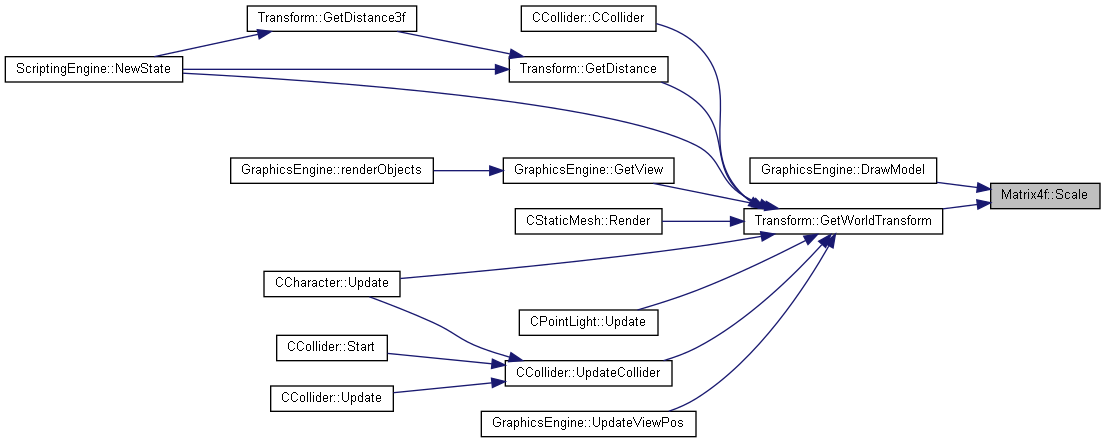 Transform::GetDistance3f
CCollider::CCollider
ScriptingEngine::NewState
Transform::GetDistance
GraphicsEngine::renderObjects
GraphicsEngine::GetView
GraphicsEngine::DrawModel
Matrix4f::Scale
CStaticMesh::Render
Transform::GetWorldTransform
CCharacter::Update
CPointLight::Update
CCollider::Start
CCollider::UpdateCollider
CCollider::Update
GraphicsEngine::UpdateViewPos